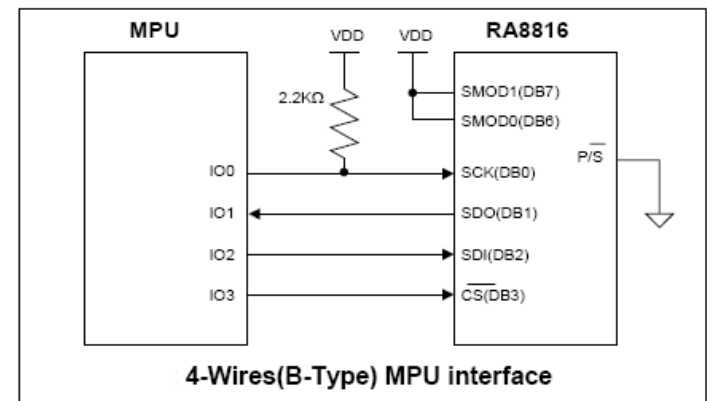 MPU
VDD
VDD
RA8816
2.2KΩ
SMOD1(DB7)
SMOD0(DB6)
P/S̅
IO0
SCK(DB0)
IO1
SDO(DB1)
IO2
SDI(DB2)
IO3
C̅S̅(DB3)
4-Wires(B-Type) MPU interface